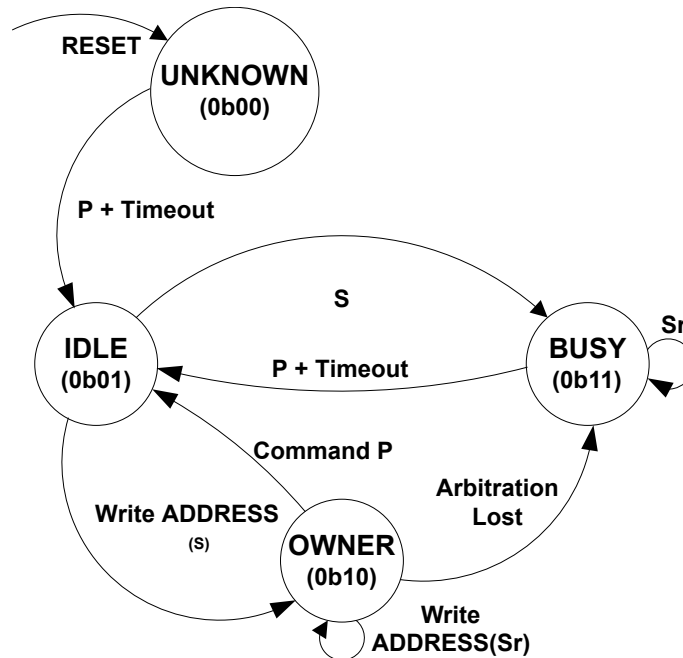 RESET
UNKNOWN
(0b00)
P + Timeout
S
IDLE
(0b01)
BUSY
(0b11)
Sr
P + Timeout
Command P
Arbitration
Lost
Write ADDRESS
(S)
OWNER
(0b10)
Write
ADDRESS(Sr)